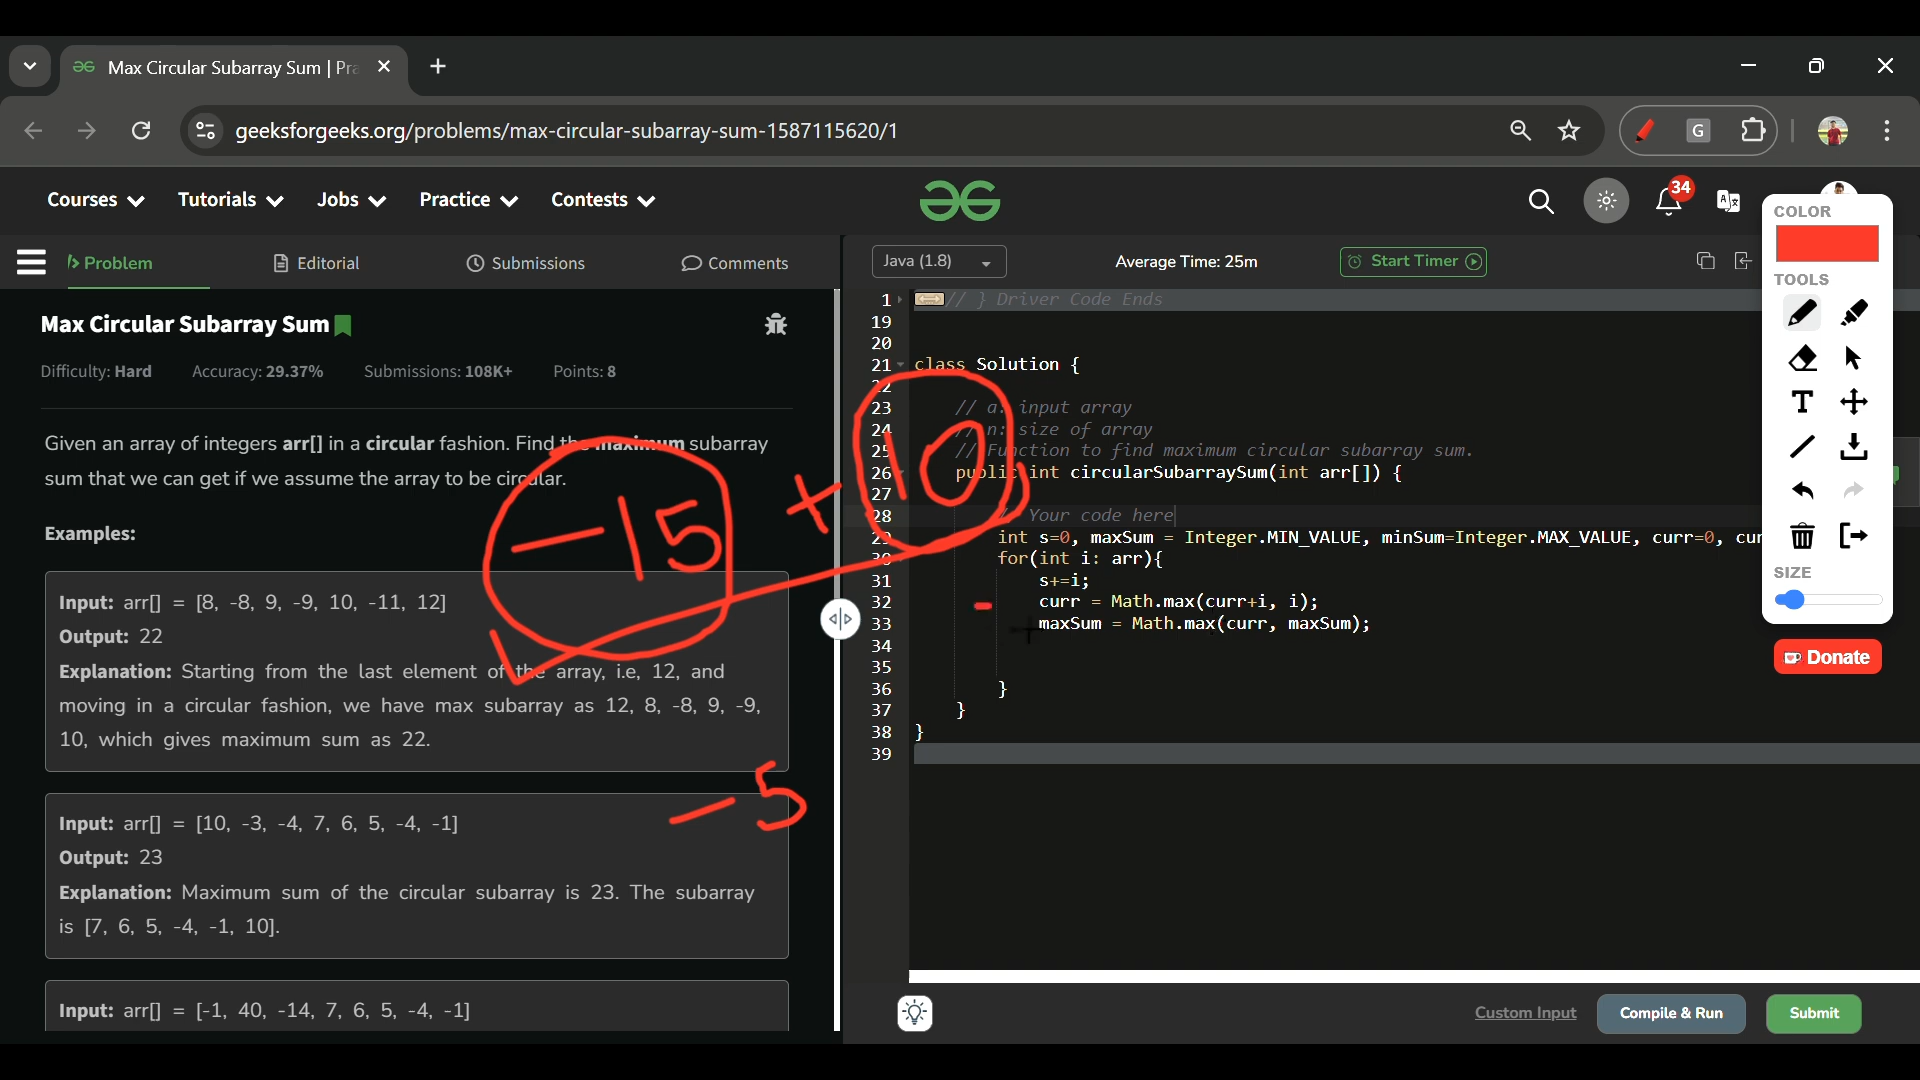 Max Circular Subarray Sum | Pra
geeksforgeeks.org/problems/max-circular-subarray-sum-1587115620/1
G
Courses Tutorials Jobs Practice Contests
34
COLOR
TOOLS
T
SIZE
Donate
Problem Editorial Submissions Comments
Java (1.8) Average Time: 25m Start Timer
Max Circular Subarray Sum
Difficulty: Hard Accuracy: 29.37% Submissions: 108K+ Points: 8
Given an array of integers arr[] in a circular fashion. Find the maximum subarray
sum that we can get if we assume the array to be circular.
Examples:
Input: arr[] = [8, -8, 9, -9, 10, -11, 12]
Output: 22
Explanation: Starting from the last element of the array, i.e, 12, and
moving in a circular fashion, we have max subarray as 12, 8, -8, 9, -9,
10, which gives maximum sum as 22.
Input: arr[] = [10, -3, -4, 7, 6, 5, -4, -1]
Output: 23
Explanation: Maximum sum of the circular subarray is 23. The subarray
is [7, 6, 5, -4, -1, 10].
Input: arr[] = [-1, 40, -14, 7, 6, 5, -4, -1]
-15 + 10
-5
1 // } Driver Code Ends
19
20
21 class Solution {
22
23 // a: input array
24 // n: size of array
25 // Function to find maximum circular subarray sum.
26 public int circularSubarraySum(int arr[]) {
27
28 // Your code here
29 int s=0, maxSum = Integer.MIN_VALUE, minSum=Integer.MAX_VALUE, curr=0, cur
30 for(int i: arr){
31 s+=i;
32 curr = Math.max(curr+i, i);
33 maxSum = Math.max(curr, maxSum);
34
35
36 }
37 }
38 }
39
Custom Input Compile & Run Submit